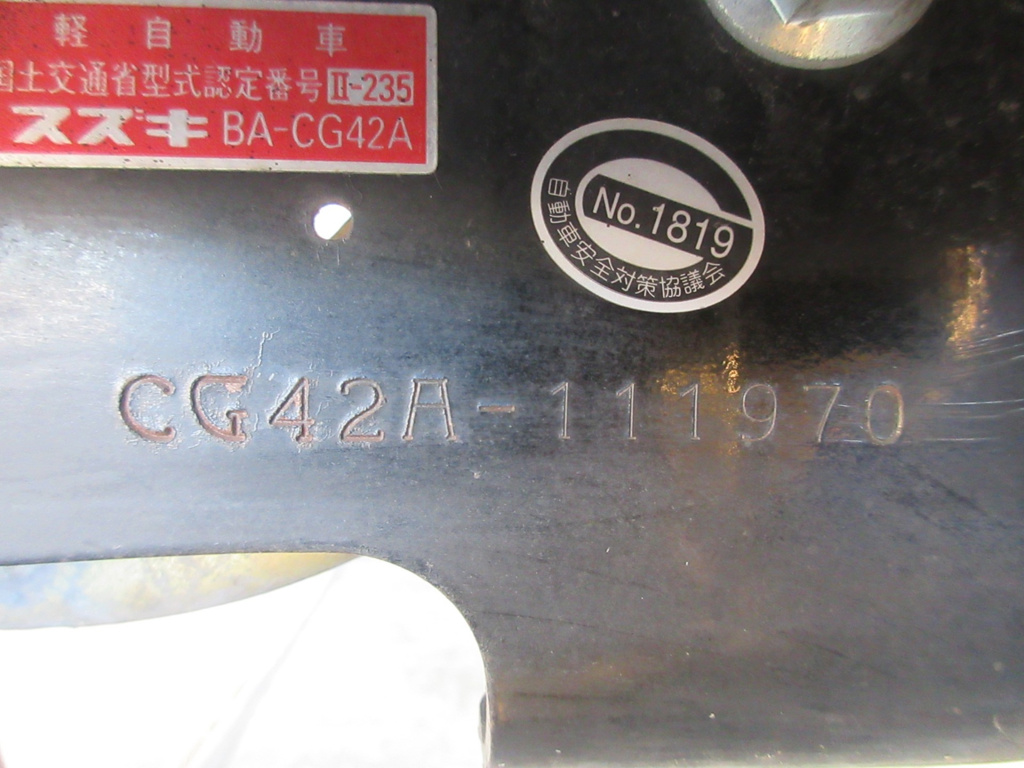 軽自動車
国土交通省型式認定番号 II-235
スズキ BA-CG42A
No.1819
自動車安全対策協議会
CG42A-111970